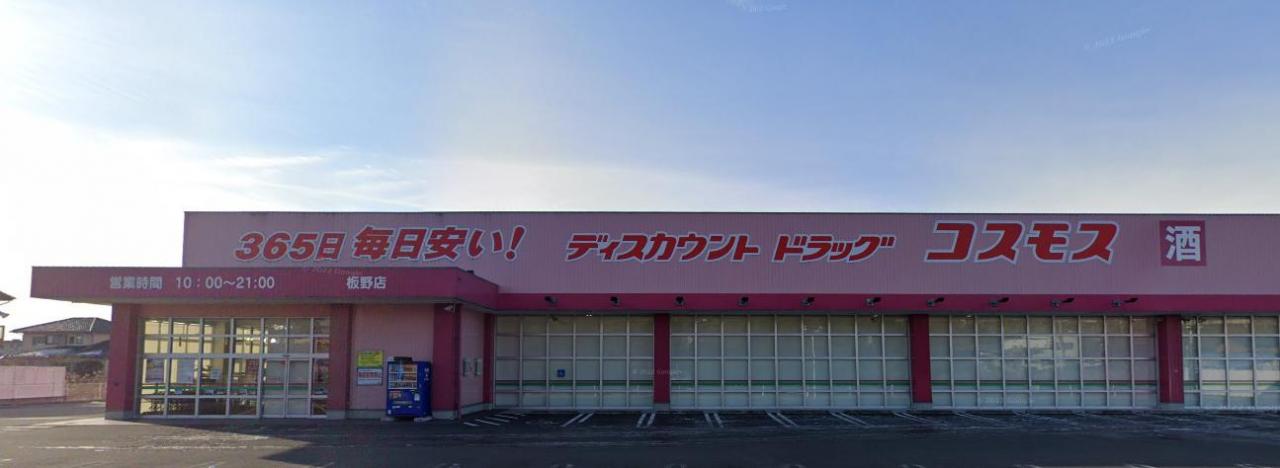 365日 毎日安い! ディスカウント ドラッグ コスモス 酒
営業時間 10:00~21:00 板野店